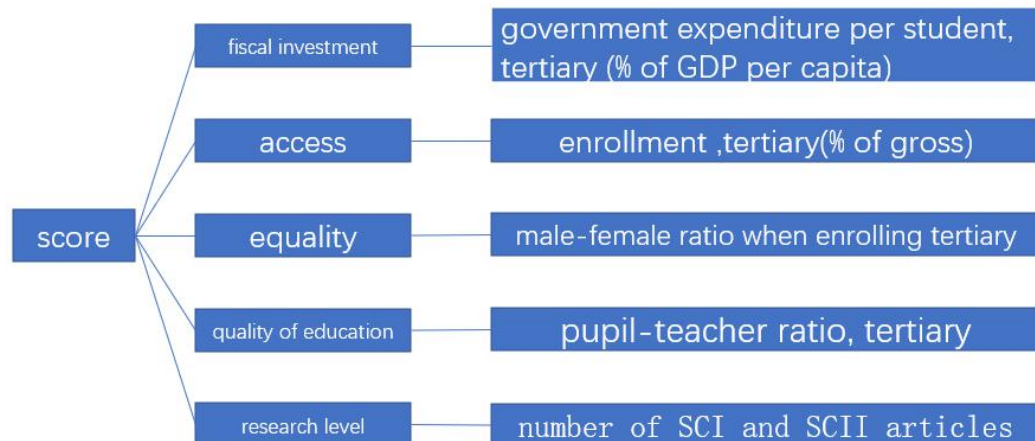 score
fiscal investment
government expenditure per student,
tertiary (% of GDP per capita)
access
enrollment ,tertiary(% of gross)
equality
male-female ratio when enrolling tertiary
quality of education
pupil-teacher ratio, tertiary
research level
number of SCI and SCII articles